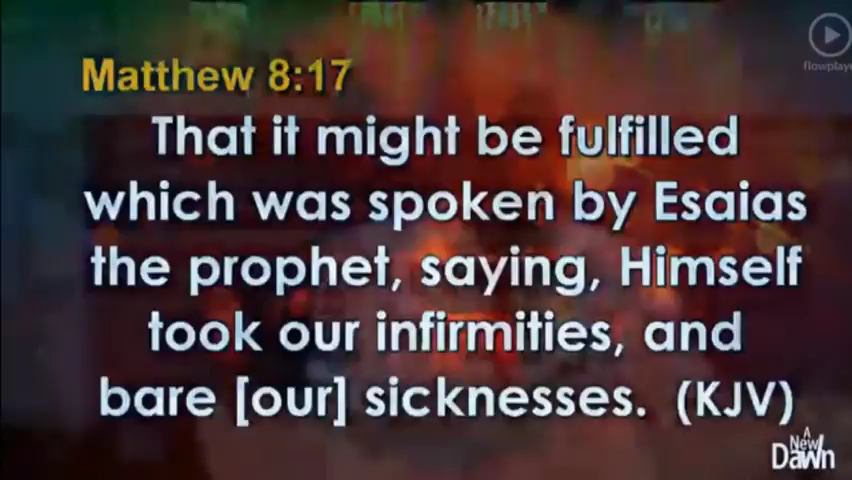 Matthew 8:17
That it might be fulfilled
which was spoken by Esaias
the prophet, saying, Himself
took our infirmities, and
bare [our] sicknesses. (KJV)
flowplaye
A
New
Dawn